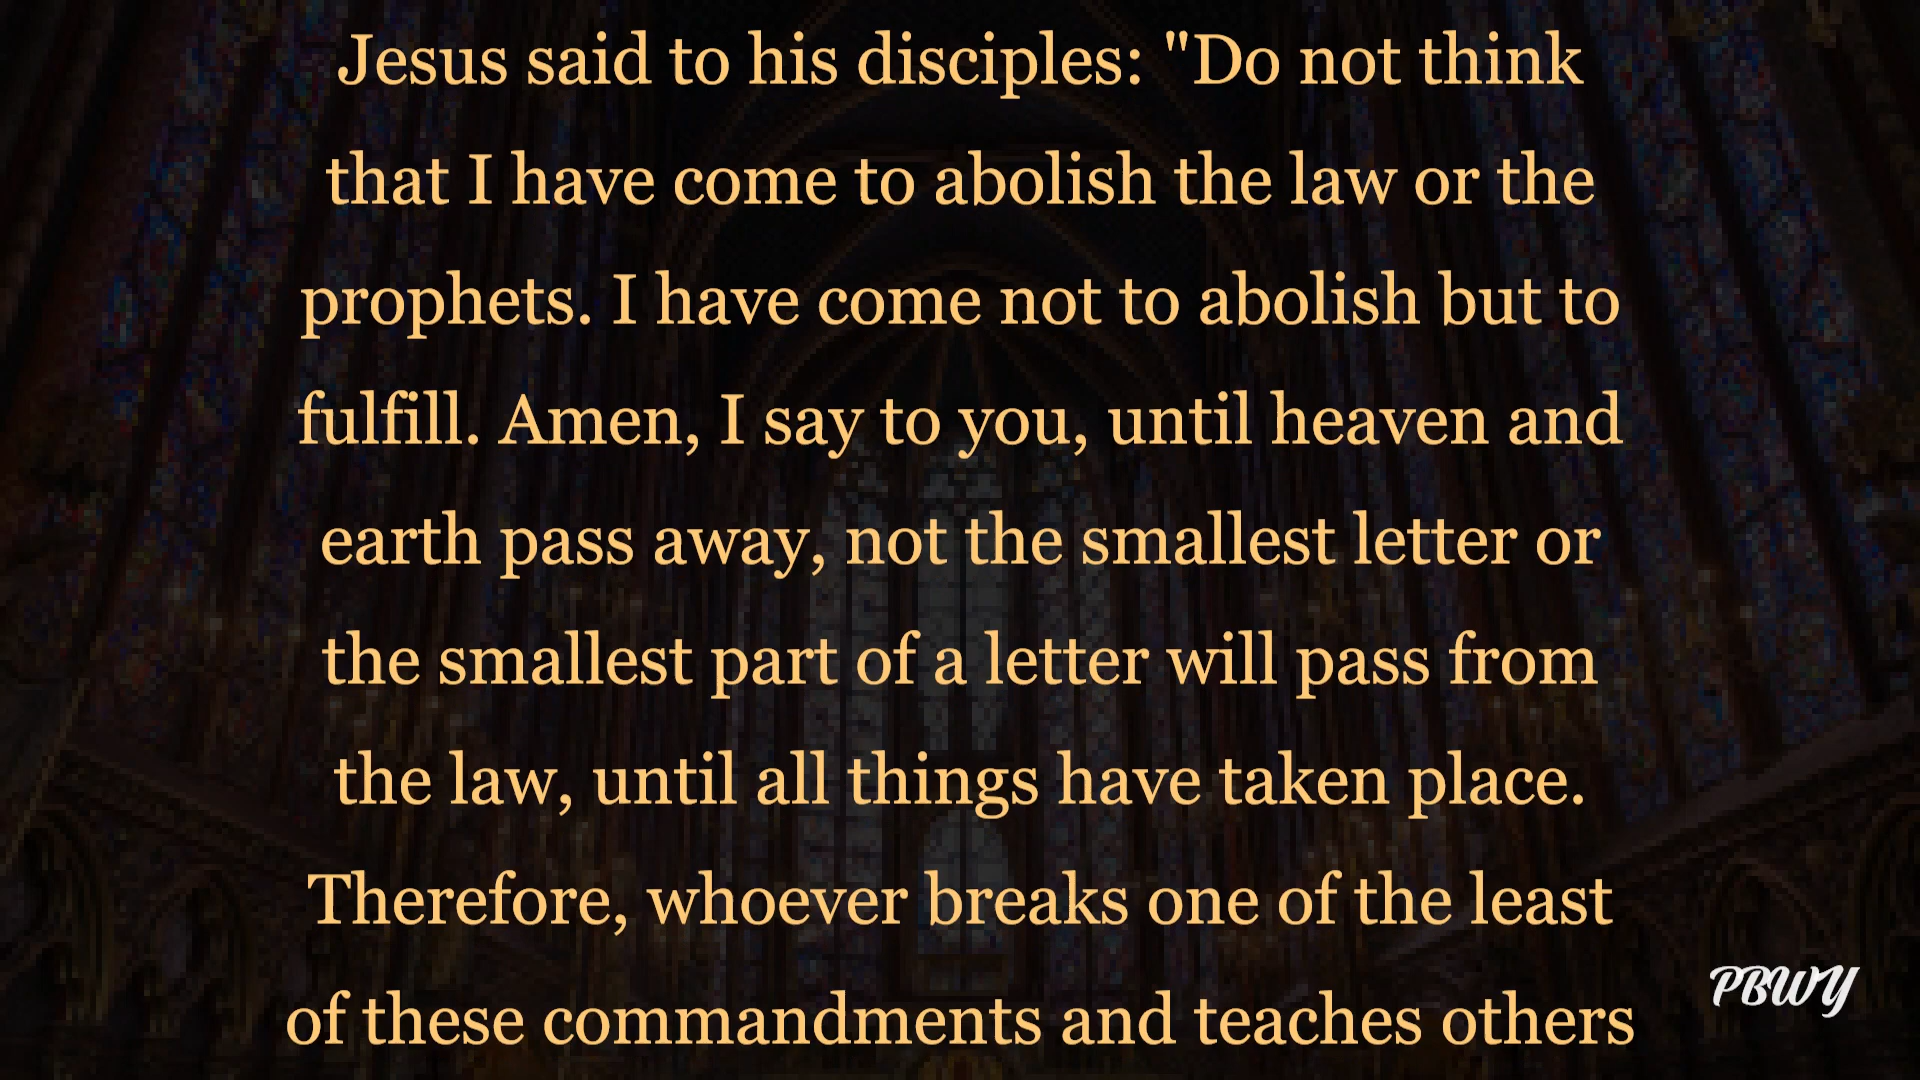 Jesus said to his disciples: "Do not think
that I have come to abolish the law or the
prophets. I have come not to abolish but to
fulfill. Amen, I say to you, until heaven and
earth pass away, not the smallest letter or
the smallest part of a letter will pass from
the law, until all things have taken place.
Therefore, whoever breaks one of the least
of these commandments and teaches others
PBWY